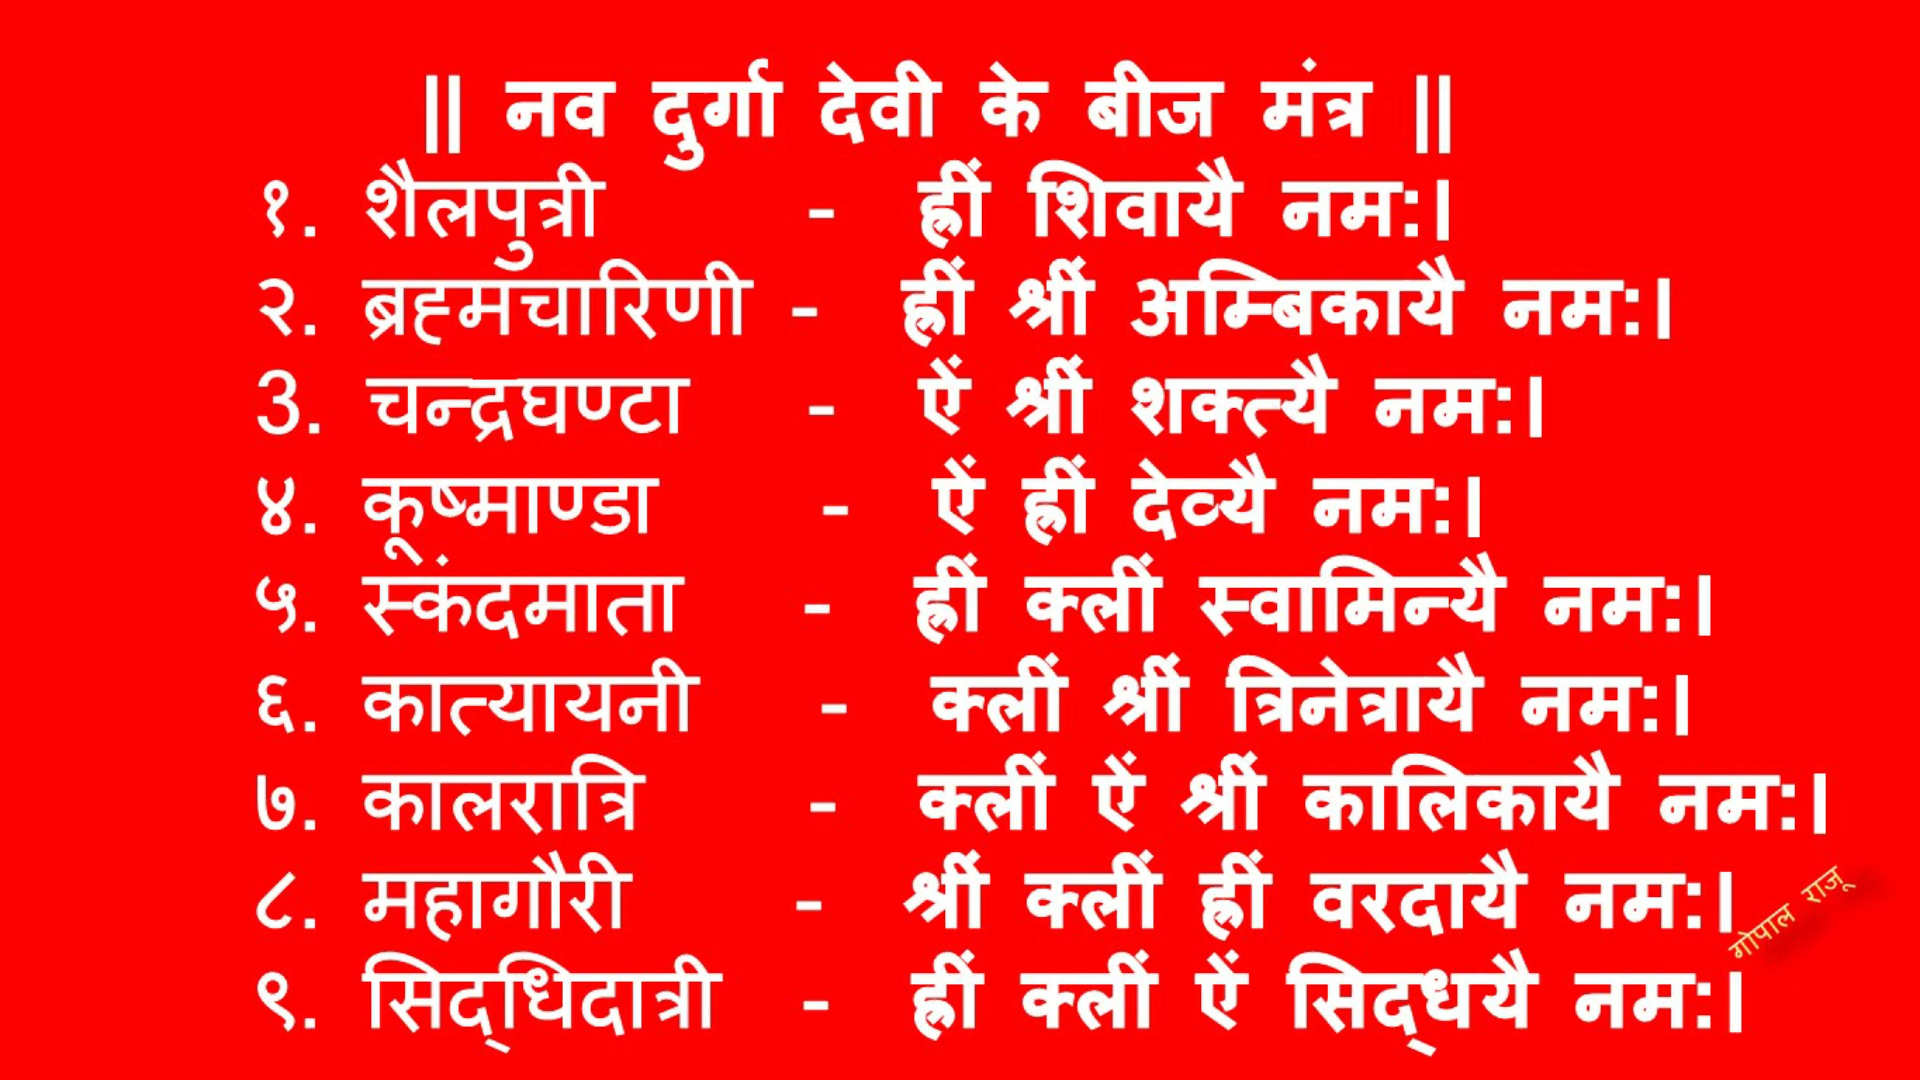 || नव दुर्गा देवी के बीज मंत्र ||
१. शैलपुत्री - ह्रीं शिवायै नम:।
२. ब्रह्मचारिणी - ह्रीं श्रीं अम्बिकायै नम:।
3. चन्द्रघण्टा - ऐं श्रीं शक्त्यै नम:।
४. कूष्माण्डा - ऐं ह्रीं देव्यै नम:।
५. स्कंदमाता - ह्रीं क्लीं स्वामिन्यै नम:।
६. कात्यायनी - क्लीं श्रीं त्रिनेत्रायै नम:।
७. कालरात्रि - क्लीं ऐं श्रीं कालिकायै नम:।
८. महागौरी - श्रीं क्लीं ह्रीं वरदायै नम:।
गोपाल राजू
९. सिद्‌धिदात्री - ह्रीं क्लीं ऐं सिद्‌धयै नम:।